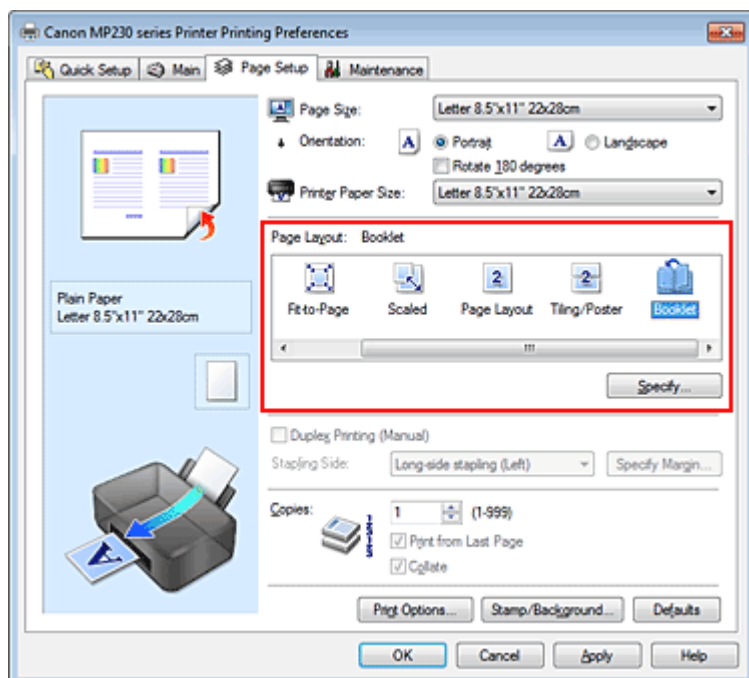 Canon MP230 series Printer Printing Preferences
Quick Setup Main Page Setup Maintenance
Page Size: Letter 8.5"x11" 22x28cm
Orientation: A Portrait A Landscape
Rotate 180 degrees
Printer Paper Size: Letter 8.5"x11" 22x28cm
Page Layout: Booklet
Fit-to-Page Scaled Page Layout Tiling/Poster Booklet
Specify...
Plain Paper
Letter 8.5"x11" 22x28cm
Duplex Printing (Manual)
Stapling Side: Long-side stapling (Left) Specify Margin...
Copies: 1 (1-999)
Print from Last Page
Collate
Print Options... Stamp/Background... Defaults
OK Cancel Apply Help